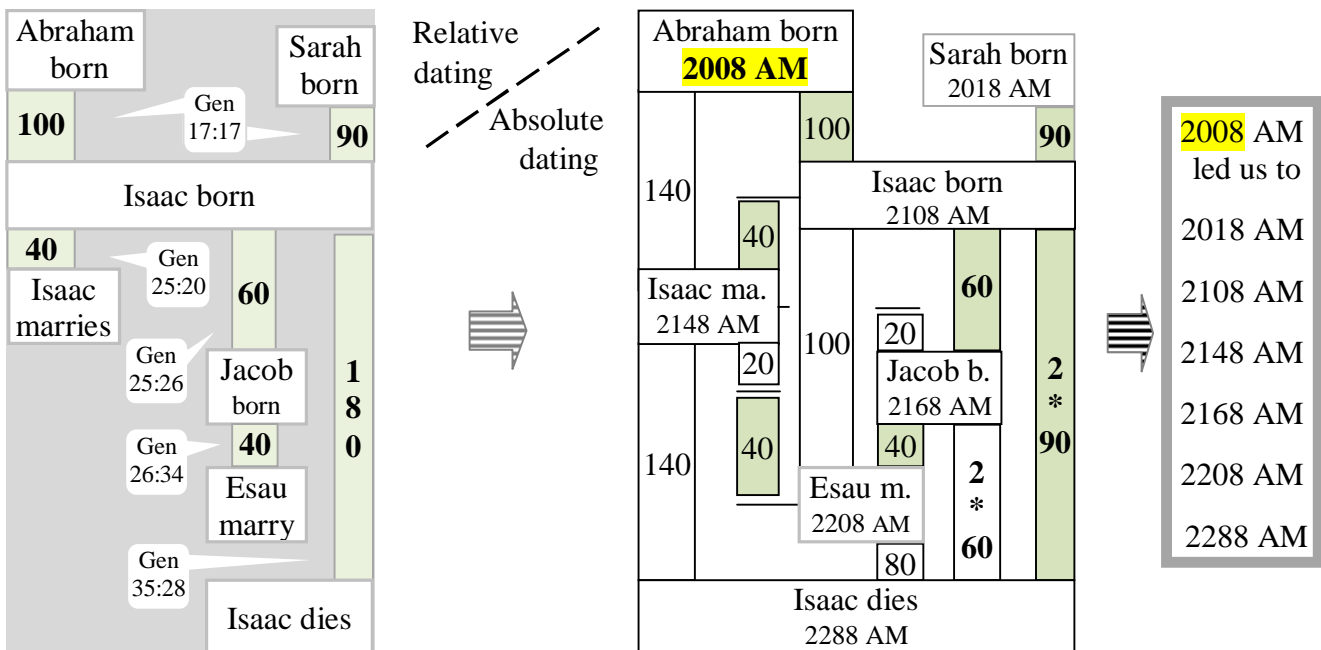 Abraham
born
Sarah
born
100
Gen
17:17
90
Isaac born
40
Gen
25:20
Isaac
marries
60
Gen
25:26
Jacob
born
1
8
0
Gen
26:34
40
Esau
marry
Gen
35:28
Isaac dies
Relative
dating
Absolute
dating
Abraham born
2008 AM
Sarah born
2018 AM
100
90
140
Isaac born
2108 AM
40
Isaac ma.
2148 AM
60
20
20
100
Jacob b.
2168 AM
2
*
90
40
140
40
Esau m.
2208 AM
2
*
60
80
Isaac dies
2288 AM
2008 AM
led us to
2018 AM
2108 AM
2148 AM
2168 AM
2208 AM
2288 AM